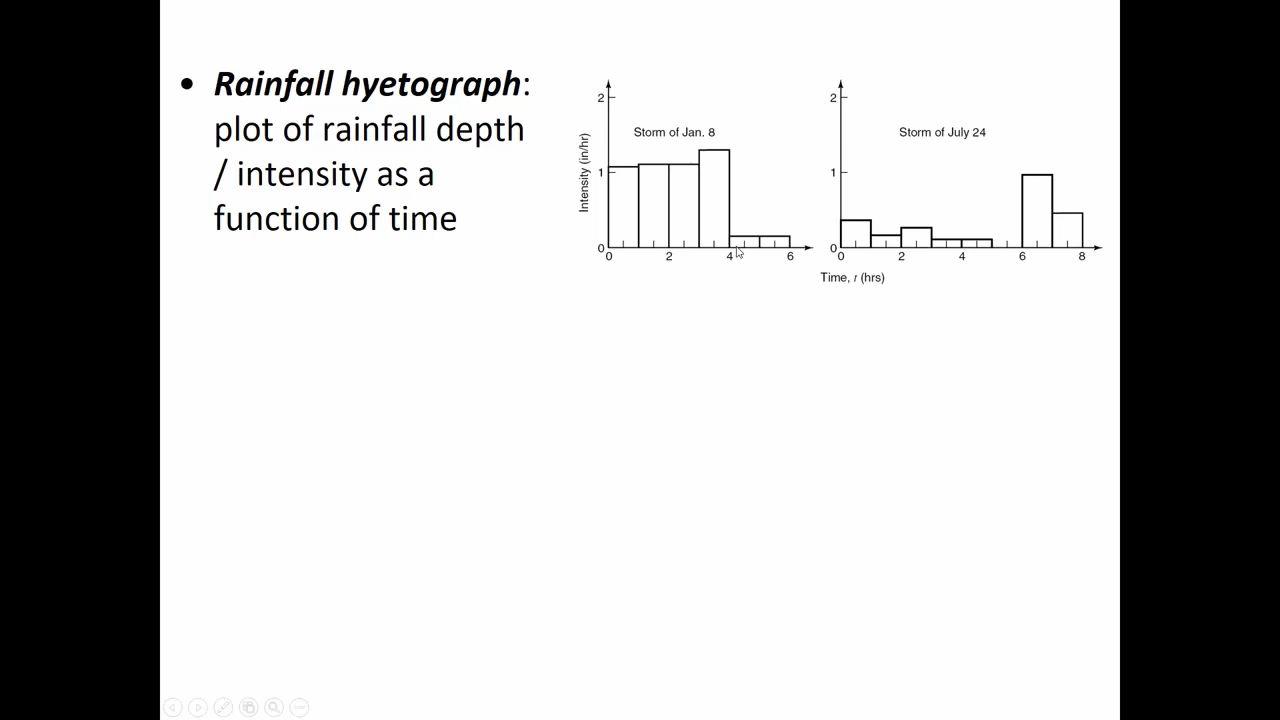 • Rainfall hyetograph:
plot of rainfall depth
/ intensity as a
function of time
Intensity (in/hr)
2
1
0
Storm of Jan. 8
0 2 4 6
2
1
0
Storm of July 24
0 2 4 6 8
Time, t (hrs)